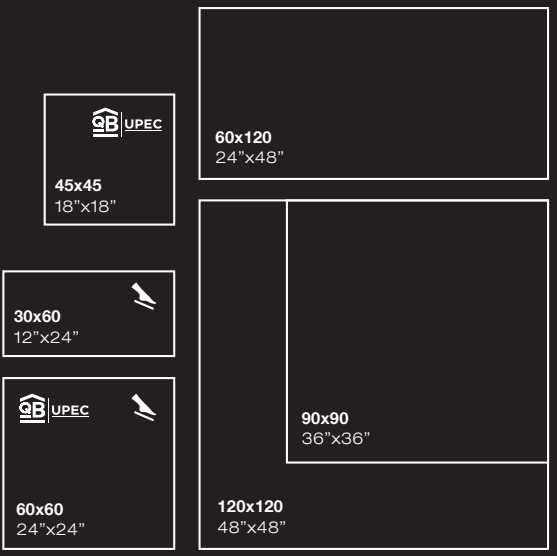 QB UPEC
45x45
18”x18”
60x120
24”x48”
30x60
12”x24”
90x90
36”x36”
QB UPEC
60x60
24”x24”
120x120
48”x48”